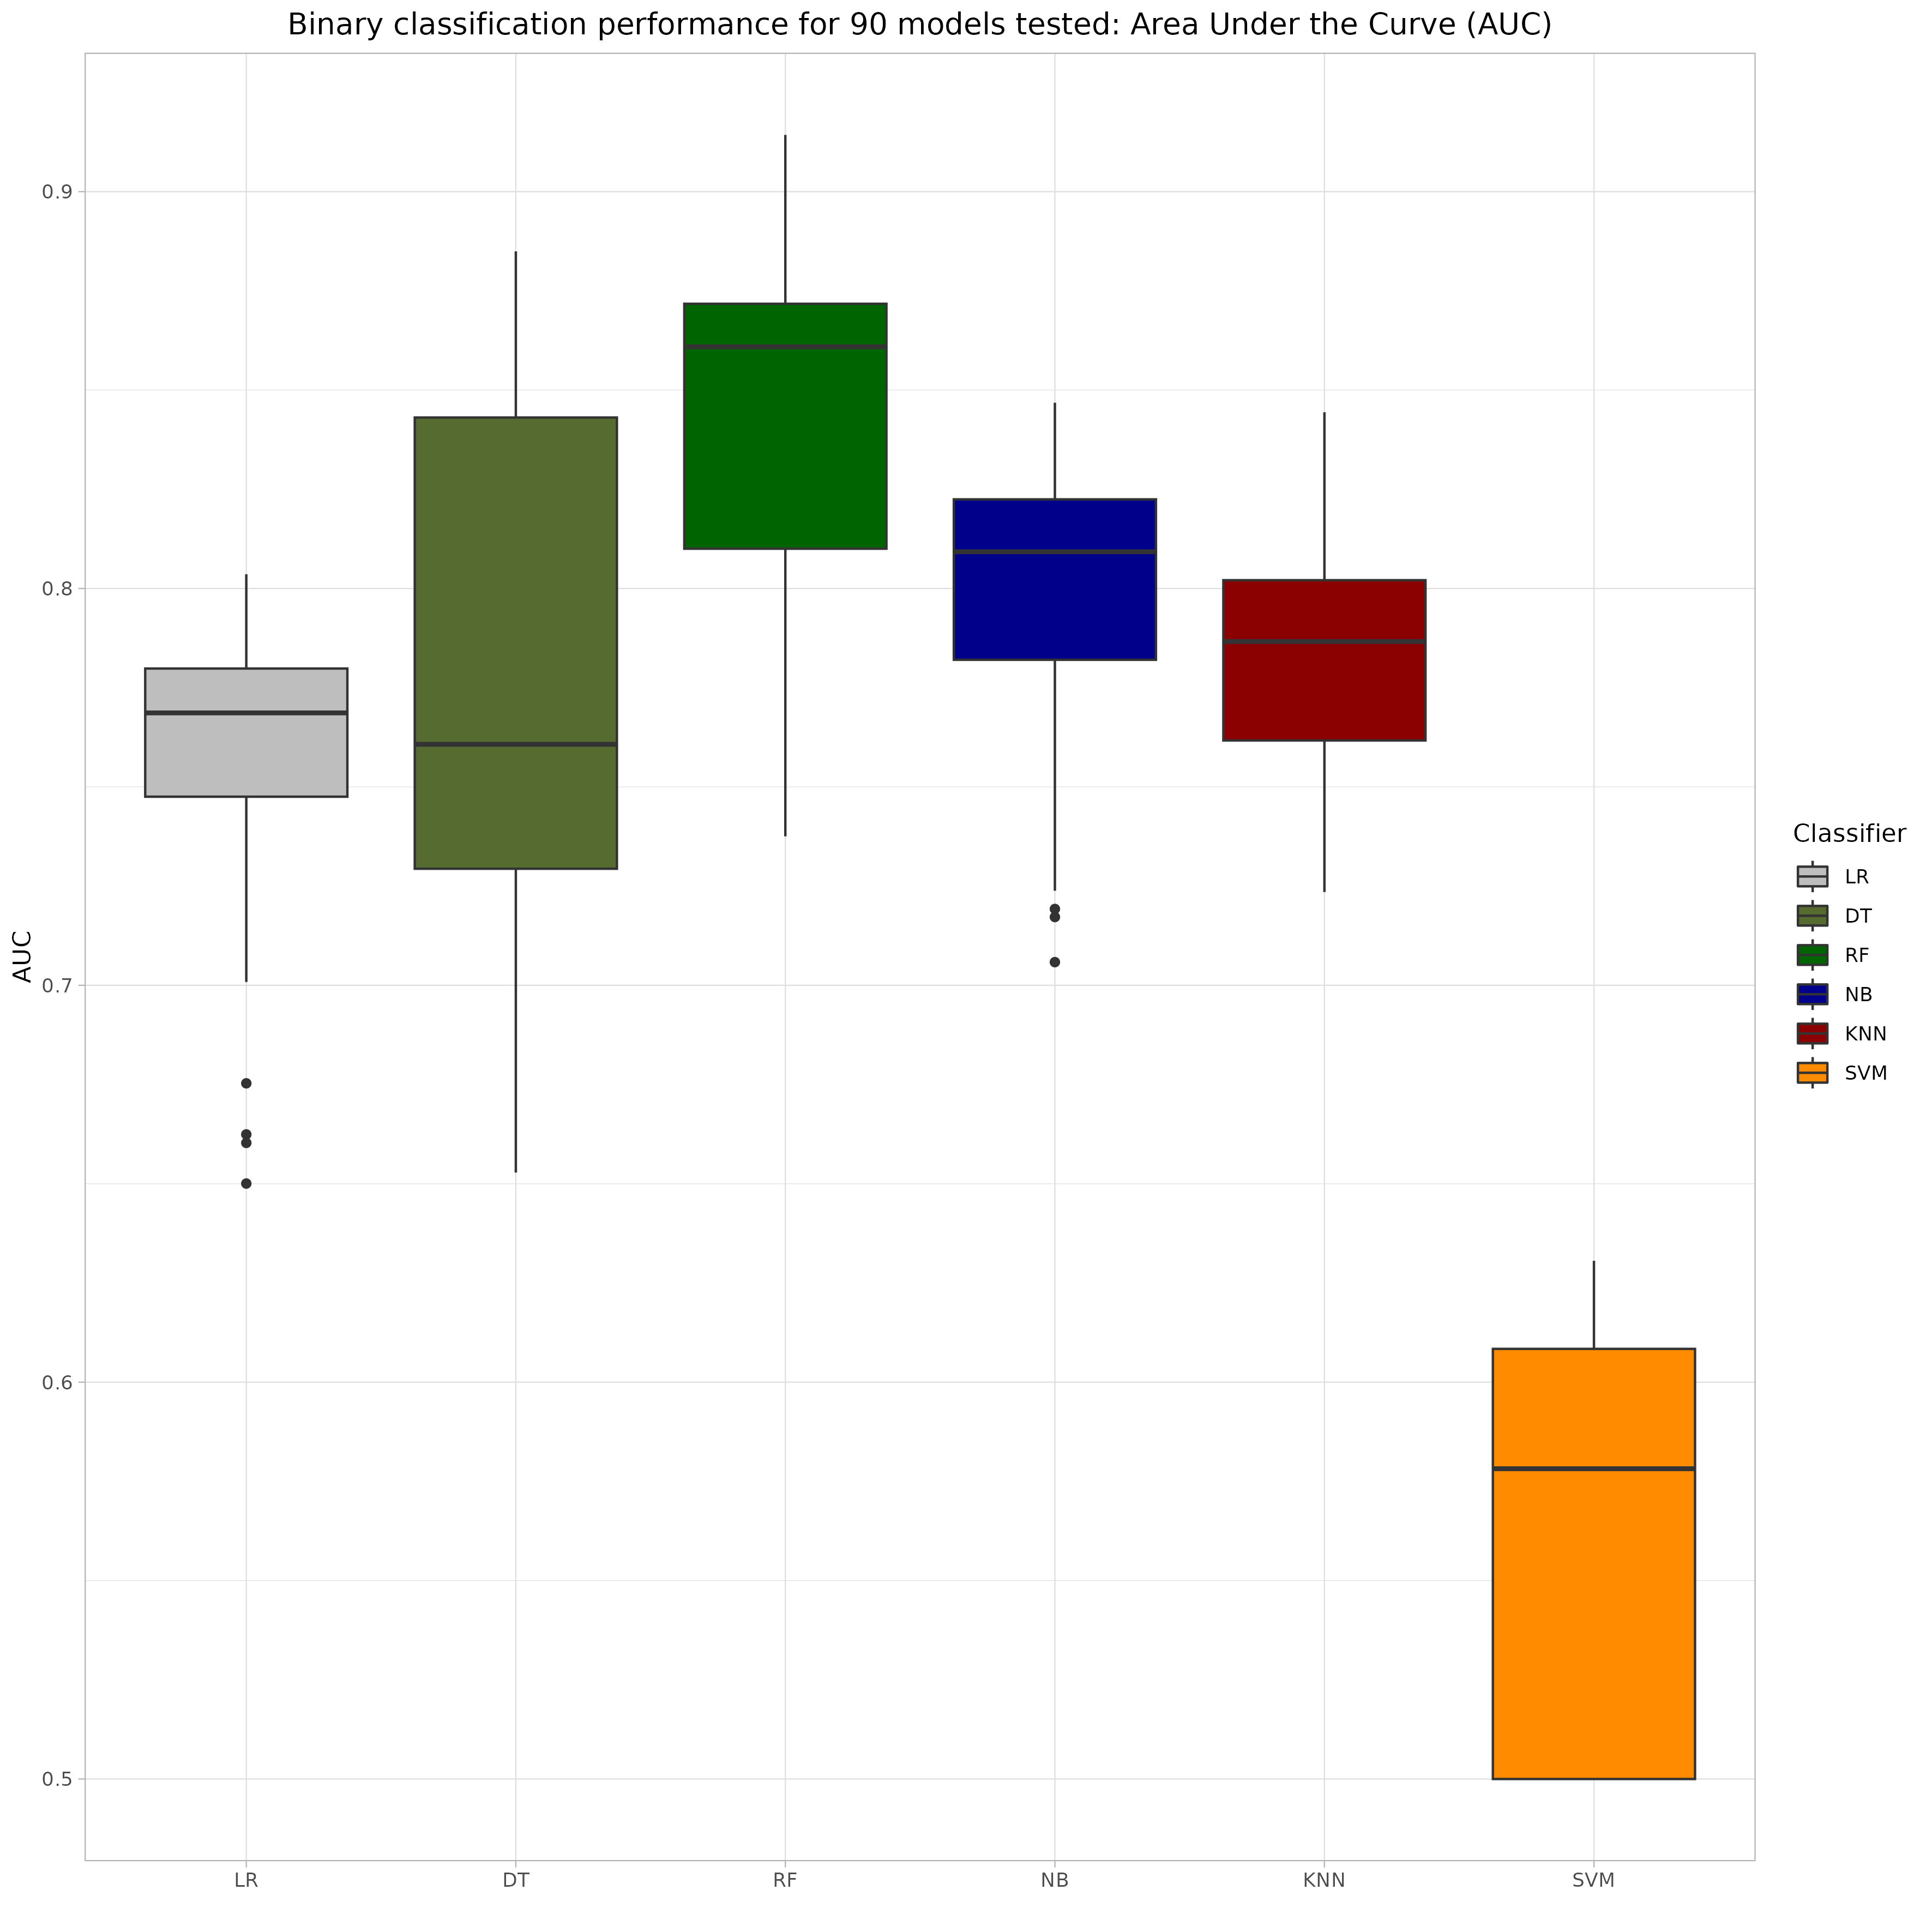 Binary classification performance for 90 models tested: Area Under the Curve (AUC)
AUC
0.9
0.8
0.7
0.6
0.5
LR
DT
RF
NB
KNN
SVM
Classifier
LR
DT
RF
NB
KNN
SVM